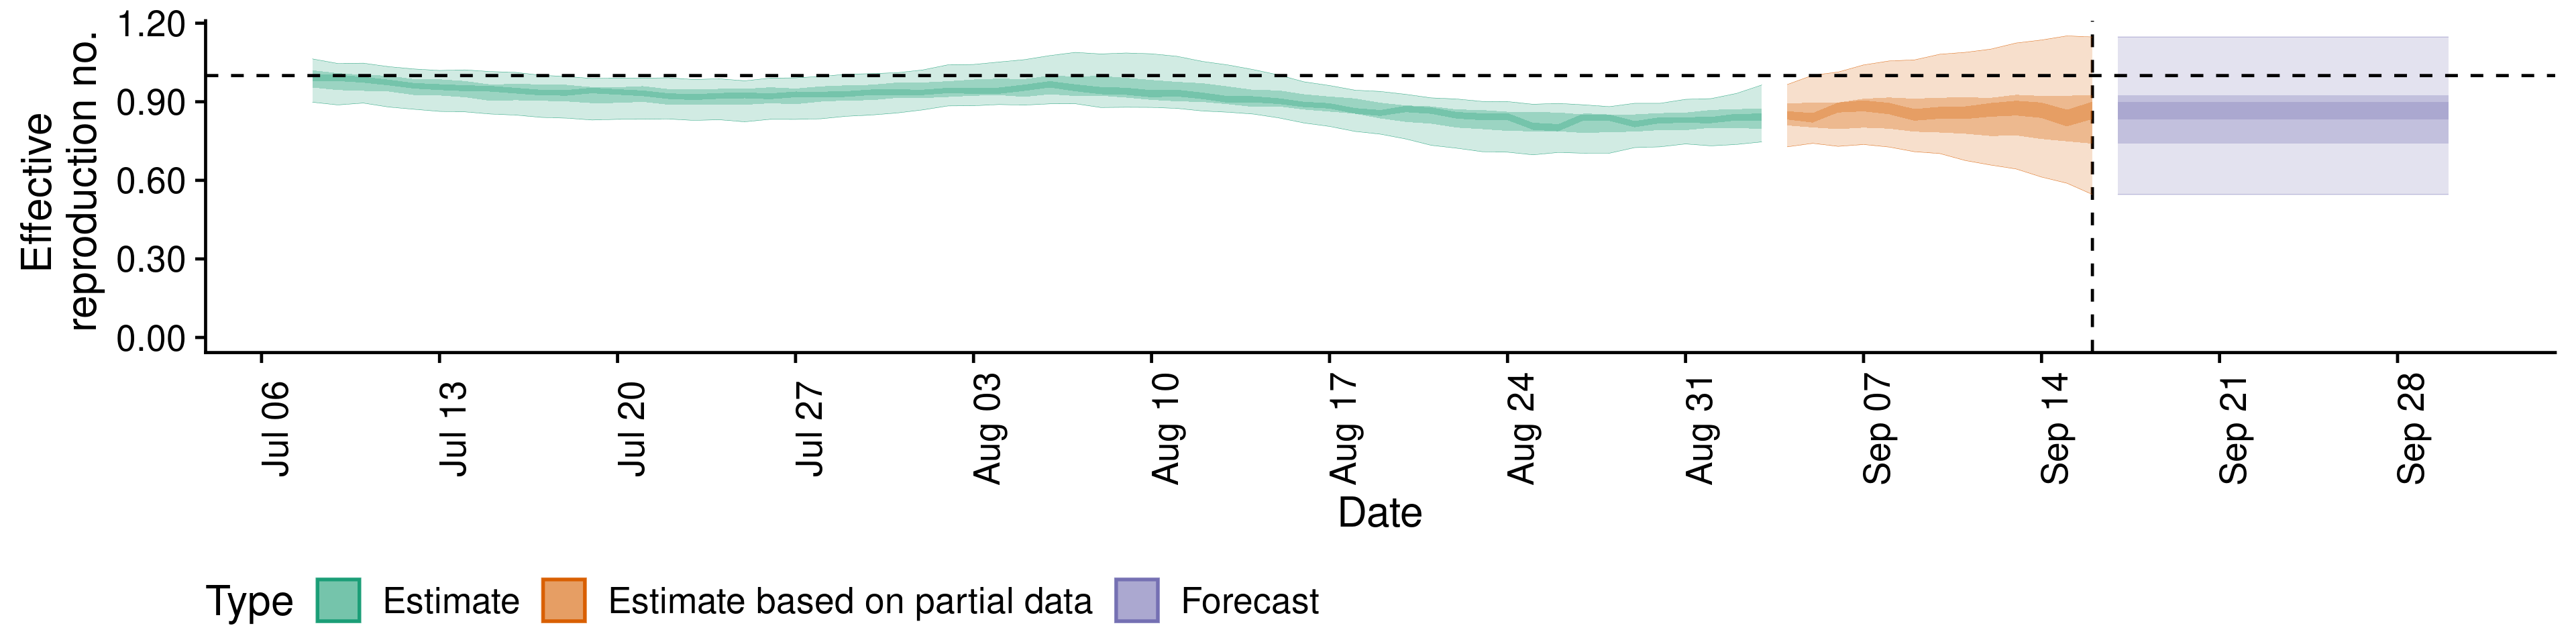 Effective
reproduction no.
1.20
0.90
0.60
0.30
0.00
Jul 06
Jul 13
Jul 20
Jul 27
Aug 03
Aug 10
Aug 17
Aug 24
Aug 31
Sep 07
Sep 14
Sep 21
Sep 28
Date
Type Estimate Estimate based on partial data Forecast